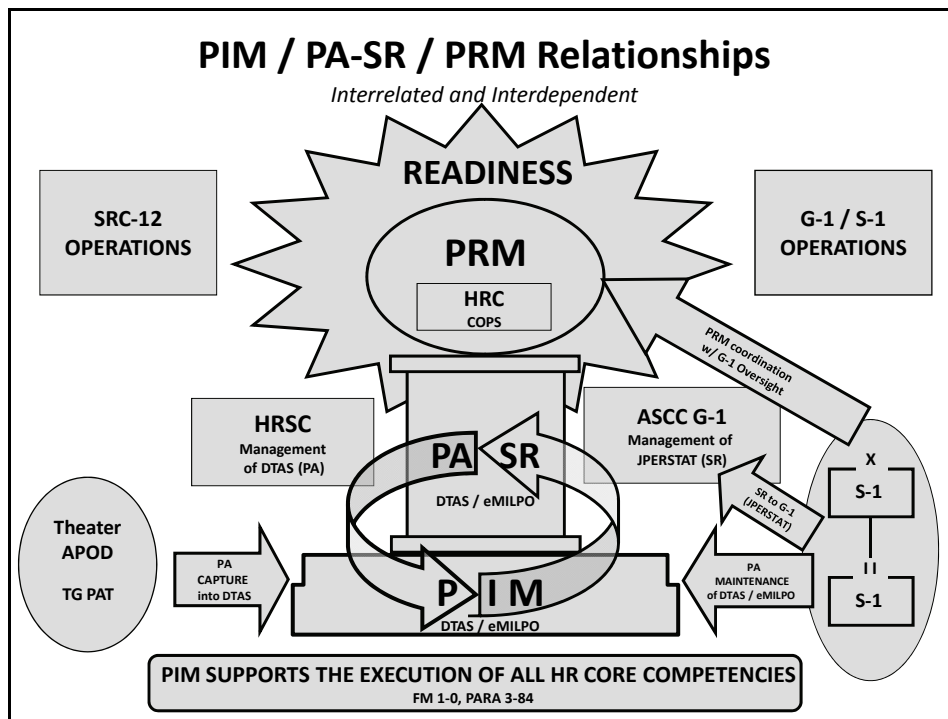 PIM / PA-SR / PRM Relationships
Interrelated and Interdependent
READINESS
SRC-12
OPERATIONS
G-1 / S-1
OPERATIONS
PRM
HRC
COPS
PRM coordination
w/ G-1 Oversight
HRSC
Management
of DTAS (PA)
ASCC G-1
Management of
JPERSTAT (SR)
PA SR
DTAS / eMILPO
X
S-1
SR to G-1
(JPERSTAT)
Theater
APOD
TG PAT
PA
CAPTURE
into DTAS
PA
MAINTENANCE
of DTAS / eMILPO
I I
S-1
P I M
DTAS / eMILPO
PIM SUPPORTS THE EXECUTION OF ALL HR CORE COMPETENCIES
FM 1-0, PARA 3-84